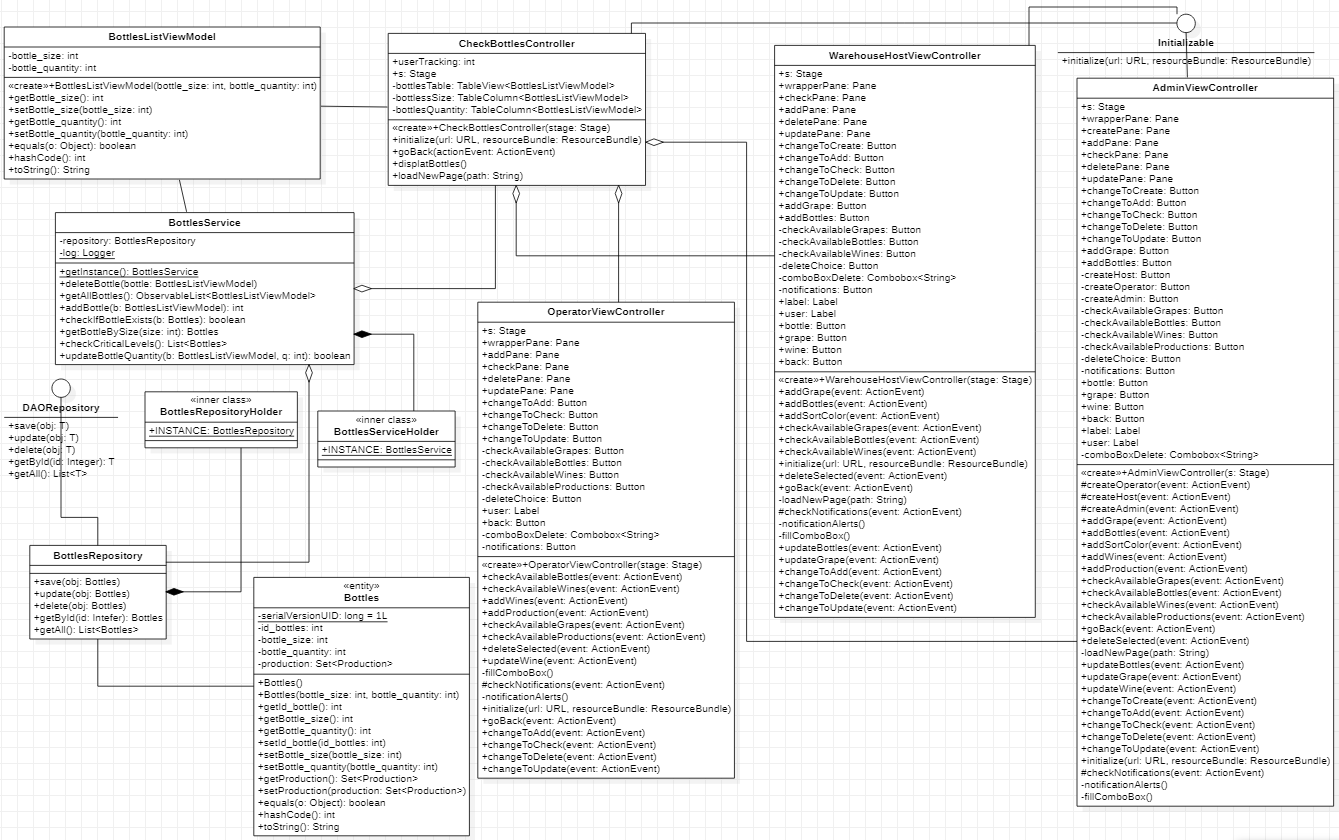 BottlesListViewModel
-bottle_size: int
-bottle_quantity: int
«create»+BottlesListViewModel(bottle_size: int, bottle_quantity: int)
+getBottle_size(): int
+setBottle_size(bottle_size: int)
+getBottle_quantity(): int
+setBottle_quantity(bottle_quantity: int)
+equals(o: Object): boolean
+hashCode(): int
+toString(): String
CheckBottlesController
+userTracking: int
+s: Stage
-bottlesTable: TableView<BottlesListViewModel>
-bottlessSize: TableColumn<BottlesListViewModel>
-bottlesQuantity: TableColumn<BottlesListViewModel>
«create»+CheckBottlesController(stage: Stage)
+initialize(url: URL, resourceBundle: ResourceBundle)
+goBack(actionEvent: ActionEvent)
+displatBottles()
+loadNewPage(path: String)
WarehouseHostViewController
+s: Stage
+wrapperPane: Pane
+checkPane: Pane
+addPane: Pane
+deletePane: Pane
+updatePane: Pane
+changeToCreate: Button
+changeToAdd: Button
+changeToCheck: Button
+changeToDelete: Button
+changeToUpdate: Button
+addGrape: Button
+addBottles: Button
-checkAvailableGrapes: Button
-checkAvailableBottles: Button
-checkAvailableWines: Button
-deleteChoice: Button
-comboBoxDelete: Combobox<String>
-notifications: Button
+label: Label
+user: Label
+bottle: Button
+grape: Button
+wine: Button
+back: Button
«create»+WarehouseHostViewController(stage: Stage)
+addGrape(event: ActionEvent)
+addBottles(event: ActionEvent)
+addSortColor(event: ActionEvent)
+checkAvailableGrapes(event: ActionEvent)
+checkAvailableBottles(event: ActionEvent)
+checkAvailableWines(event: ActionEvent)
+initialize(url: URL, resourceBundle: ResourceBundle)
+deleteSelected(event: ActionEvent)
+goBack(event: ActionEvent)
-loadNewPage(path: String)
#checkNotifications(event: ActionEvent)
-notificationAlerts()
-fillComboBox()
+updateBottles(event: ActionEvent)
+updateGrape(event: ActionEvent)
+changeToAdd(event: ActionEvent)
+changeToCheck(event: ActionEvent)
+changeToDelete(event: ActionEvent)
+changeToUpdate(event: ActionEvent)
Initializable
+initialize(url: URL, resourceBundle: ResourceBundle)
AdminViewController
+s: Stage
+wrapperPane: Pane
+createPane: Pane
+addPane: Pane
+checkPane: Pane
+deletePane: Pane
+updatePane: Pane
+changeToCreate: Button
+changeToAdd: Button
+changeToCheck: Button
+changeToDelete: Button
+changeToUpdate: Button
+addGrape: Button
+addBottles: Button
-createHost: Button
-createOperator: Button
-createAdmin: Button
-checkAvailableGrapes: Button
-checkAvailableBottles: Button
-checkAvailableWines: Button
-checkAvailableProductions: Button
-deleteChoice: Button
-notifications: Button
+bottle: Button
+grape: Button
+wine: Button
+back: Button
+label: Label
+user: Label
-comboBoxDelete: Combobox<String>
«create»+AdminViewController(s: Stage)
#createOperator(event: ActionEvent)
#createHost(event: ActionEvent)
#createAdmin(event: ActionEvent)
+addGrape(event: ActionEvent)
+addBottles(event: ActionEvent)
+addSortColor(event: ActionEvent)
+addWines(event: ActionEvent)
+addProduction(event: ActionEvent)
+checkAvailableGrapes(event: ActionEvent)
+checkAvailableBottles(event: ActionEvent)
+checkAvailableWines(event: ActionEvent)
+checkAvailableProductions(event: ActionEvent)
+goBack(event: ActionEvent)
+deleteSelected(event: ActionEvent)
-loadNewPage(path: String)
+updateBottles(event: ActionEvent)
+updateGrape(event: ActionEvent)
+updateWine(event: ActionEvent)
+changeToCreate(event: ActionEvent)
+changeToAdd(event: ActionEvent)
+changeToCheck(event: ActionEvent)
+changeToDelete(event: ActionEvent)
+changeToUpdate(event: ActionEvent)
+initialize(url: URL, resourceBundle: ResourceBundle)
#checkNotifications(event: ActionEvent)
-notificationAlerts()
-fillComboBox()
BottlesService
-repository: BottlesRepository
-log: Logger
+getInstance(): BottlesService
+deleteBottle(bottle: BottlesListViewModel)
+getAllBottles(): ObservableList<BottlesListViewModel>
+addBottle(b: BottlesListViewModel): int
+checkIfBottleExists(b: Bottles): boolean
+getBottleBySize(size: int): Bottles
+checkCriticalLevels(): List<Bottles>
+updateBottleQuantity(b: BottlesListViewModel, q: int): boolean
OperatorViewController
+s: Stage
+wrapperPane: Pane
+addPane: Pane
+checkPane: Pane
+deletePane: Pane
+updatePane: Pane
+changeToAdd: Button
+changeToCheck: Button
+changeToDelete: Button
+changeToUpdate: Button
-checkAvailableGrapes: Button
-checkAvailableBottles: Button
-checkAvailableWines: Button
-checkAvailableProductions: Button
-deleteChoice: Button
+user: Label
+back: Button
-comboBoxDelete: Combobox<String>
-notifications: Button
«create»+OperatorViewController(stage: Stage)
+checkAvailableBottles(event: ActionEvent)
+checkAvailableWines(event: ActionEvent)
+addWines(event: ActionEvent)
+addProduction(event: ActionEvent)
+checkAvailableGrapes(event: ActionEvent)
+checkAvailableProductions(event: ActionEvent)
+deleteSelected(event: ActionEvent)
+updateWine(event: ActionEvent)
-fillComboBox()
#checkNotifications(event: ActionEvent)
-notificationAlerts()
+initialize(url: URL, resourceBundle: ResourceBundle)
+goBack(event: ActionEvent)
+changeToAdd(event: ActionEvent)
+changeToCheck(event: ActionEvent)
+changeToDelete(event: ActionEvent)
+changeToUpdate(event: ActionEvent)
DAORepository
+save(obj: T)
+update(obj: T)
+delete(obj: T)
+getById(id: Integer): T
+getAll(): List<T>
«inner class»
BottlesRepositoryHolder
+INSTANCE: BottlesRepository
«inner class»
BottlesServiceHolder
+INSTANCE: BottlesService
BottlesRepository
+save(obj: Bottles)
+update(obj: Bottles)
+delete(obj: Bottles)
+getById(id: Intefer): Bottles
+getAll(): List<Bottles>
«entity»
Bottles
-serialVersionUID: long = 1L
-id_bottles: int
-bottle_size: int
-bottle_quantity: int
-production: Set<Production>
+Bottles()
+Bottles(bottle_size: int, bottle_quantity: int)
+getId_bottle(): int
+getBottle_size(): int
+getBottle_quantity(): int
+setId_bottle(id_bottles: int)
+setBottle_size(bottle_size: int)
+setBottle_quantity(bottle_quantity: int)
+getProduction(): Set<Production>
+setProduction(production: Set<Production>)
+equals(o: Object): boolean
+hashCode(): int
+toString(): String